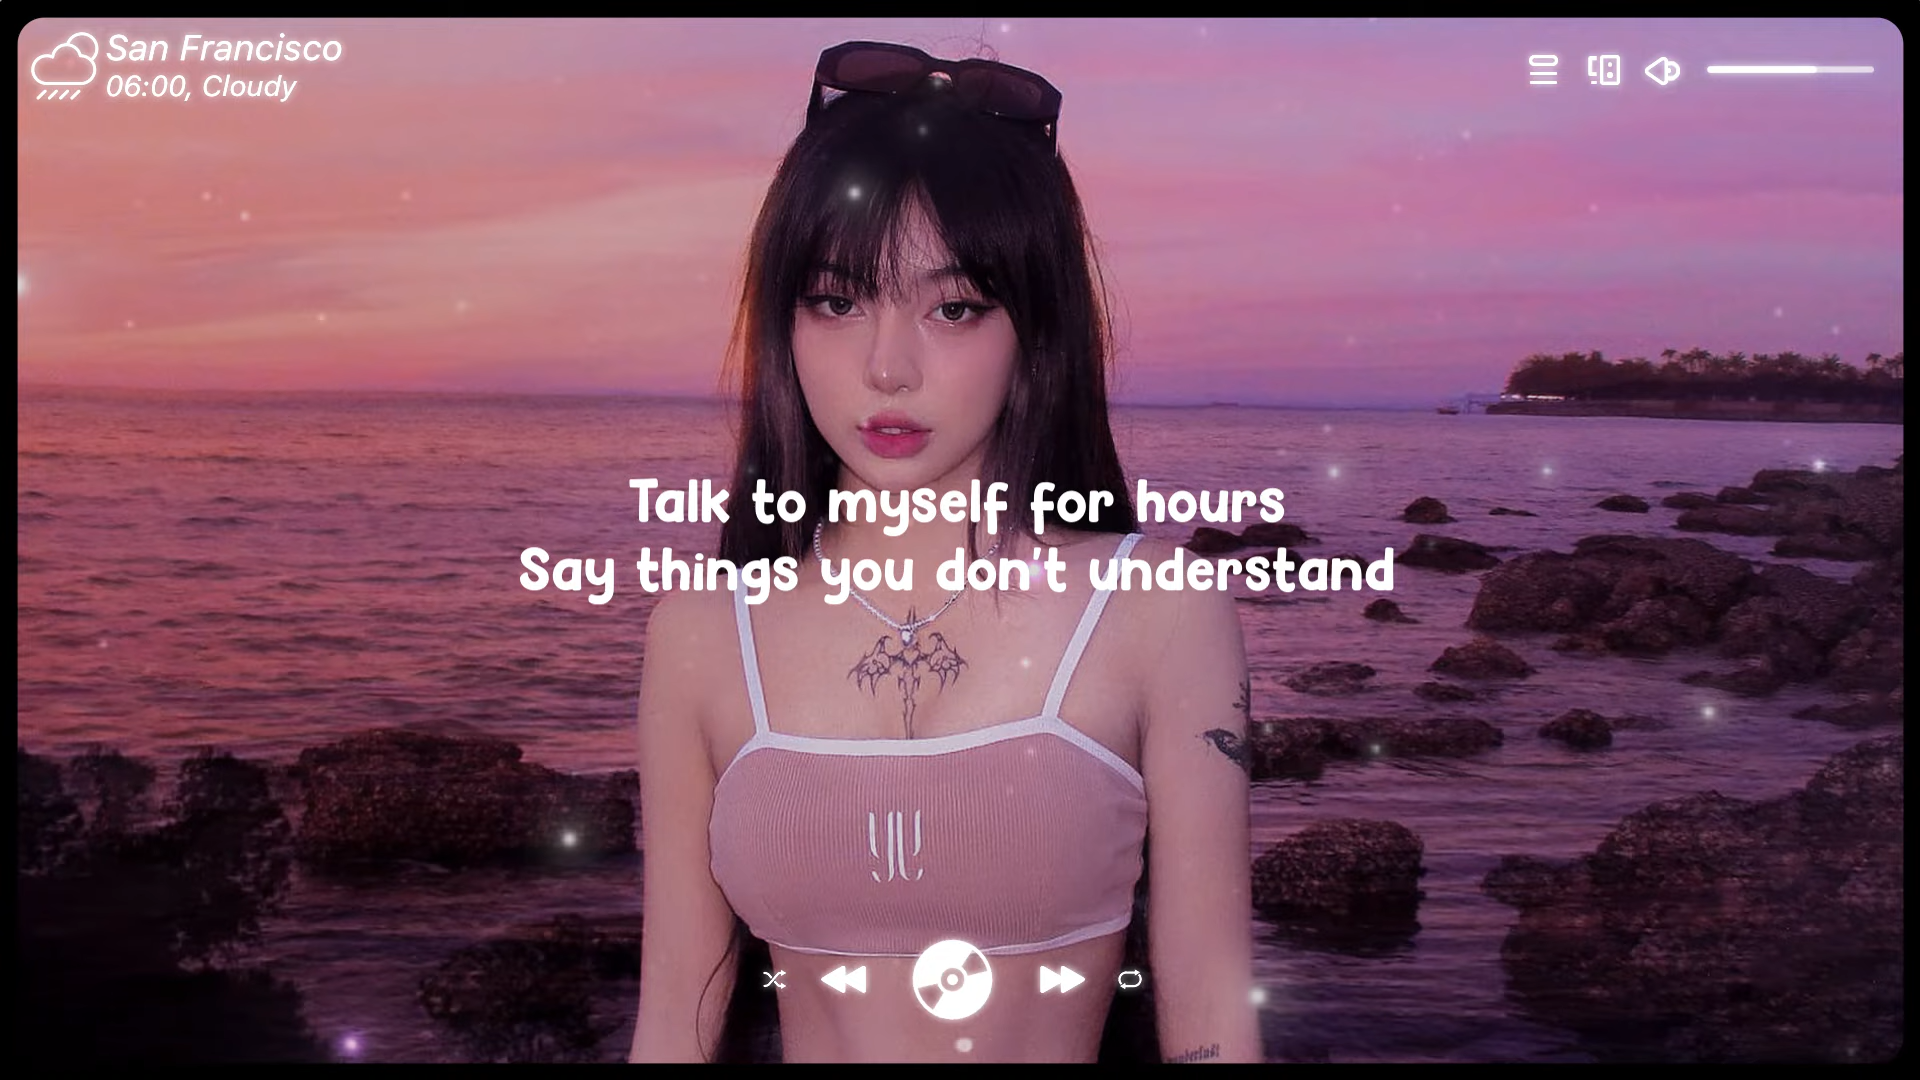 San Francisco
06:00, Cloudy
Talk to myself for hours
Say things you don't understand